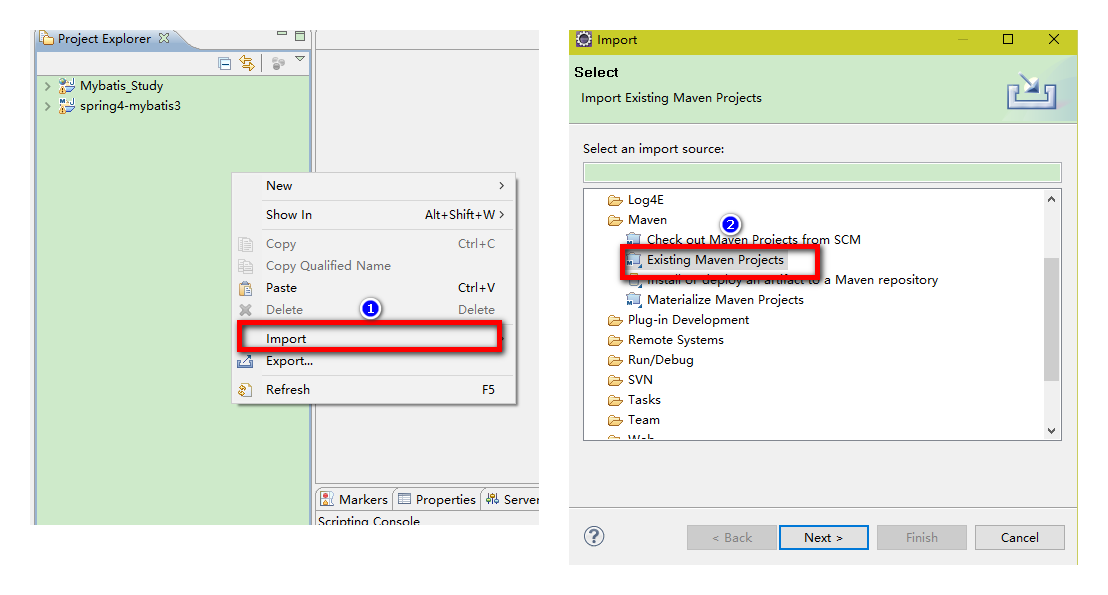 Project Explorer
Mybatis_Study
spring4-mybatis3
New
Show In Alt+Shift+W
Copy Ctrl+C
Copy Qualified Name
Paste Ctrl+V
Delete Delete
1
Import
Export...
Refresh F5
Markers Properties Server
Scripting Console
Import
Select
Import Existing Maven Projects
Select an import source:
Log4E
Maven
2
Check out Maven Projects from SCM
Existing Maven Projects
Install or deploy an artifact to a Maven repository
Materialize Maven Projects
Plug-in Development
Remote Systems
Run/Debug
SVN
Tasks
Team
Web
< Back Next > Finish Cancel